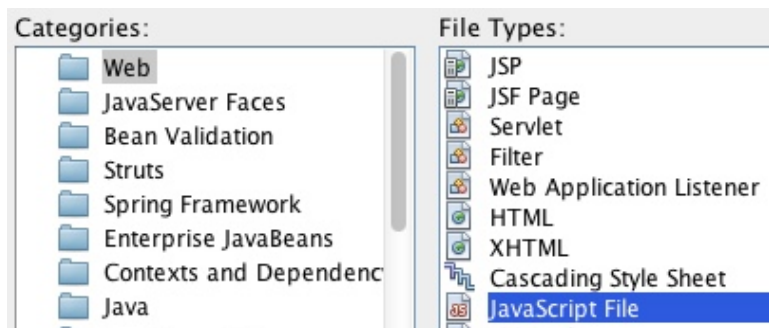 Categories:
Web
JavaServer Faces
Bean Validation
Struts
Spring Framework
Enterprise JavaBeans
Contexts and Dependenc
Java
File Types:
JSP
JSF Page
Servlet
Filter
Web Application Listener
HTML
XHTML
Cascading Style Sheet
JavaScript File